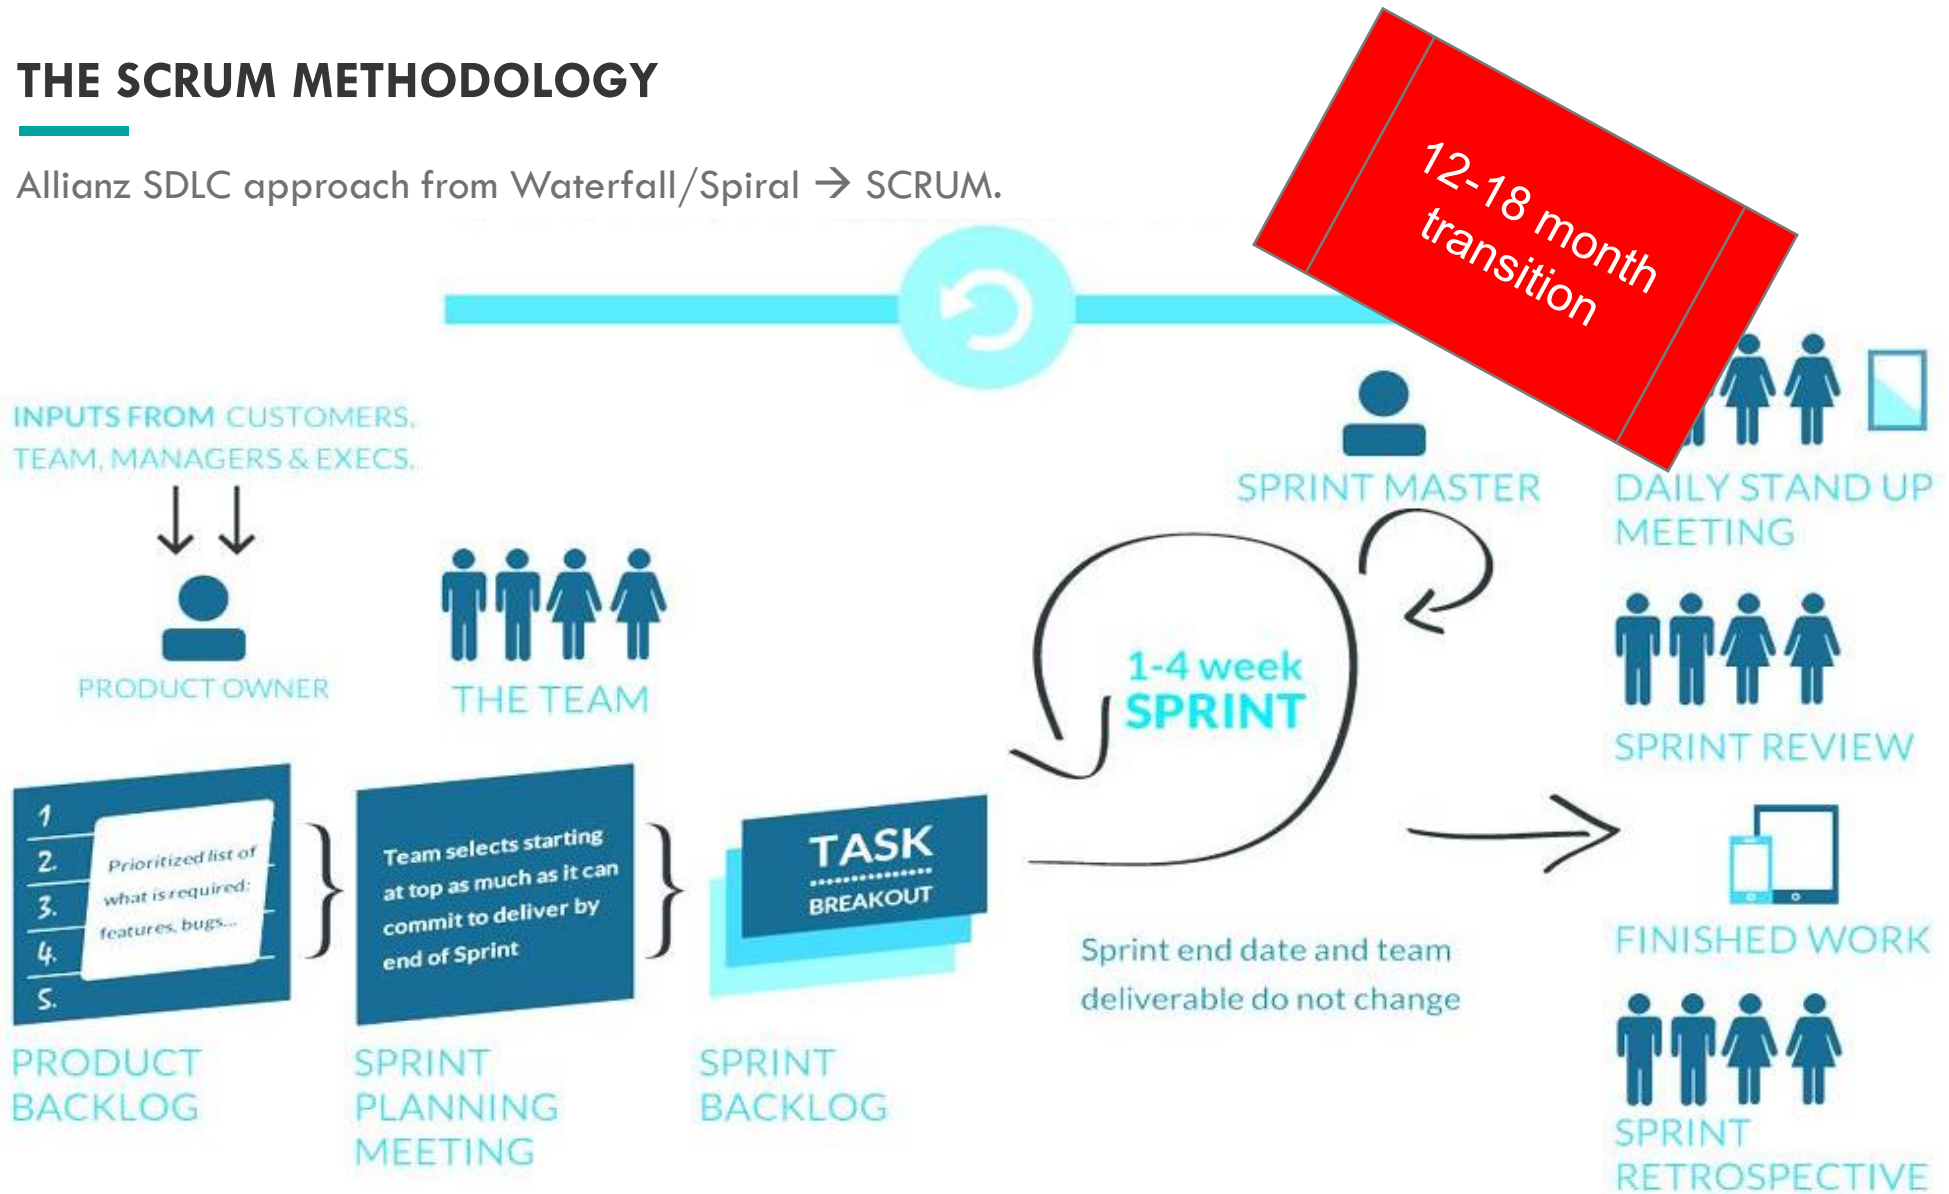 THE SCRUM METHODOLOGY
Allianz SDLC approach from Waterfall/Spiral → SCRUM.
12-18 month
transition
INPUTS FROM CUSTOMERS,
TEAM, MANAGERS & EXECS.
PRODUCT OWNER
THE TEAM
SPRINT MASTER
DAILY STAND UP
MEETING
1-4 week
SPRINT
SPRINT REVIEW
1
2.
3.
4.
5.
Prioritized list of
what is required:
features, bugs...
Team selects starting
at top as much as it can
commit to deliver by
end of Sprint
TASK
BREAKOUT
Sprint end date and team
deliverable do not change
FINISHED WORK
PRODUCT
BACKLOG
SPRINT
PLANNING
MEETING
SPRINT
BACKLOG
SPRINT
RETROSPECTIVE